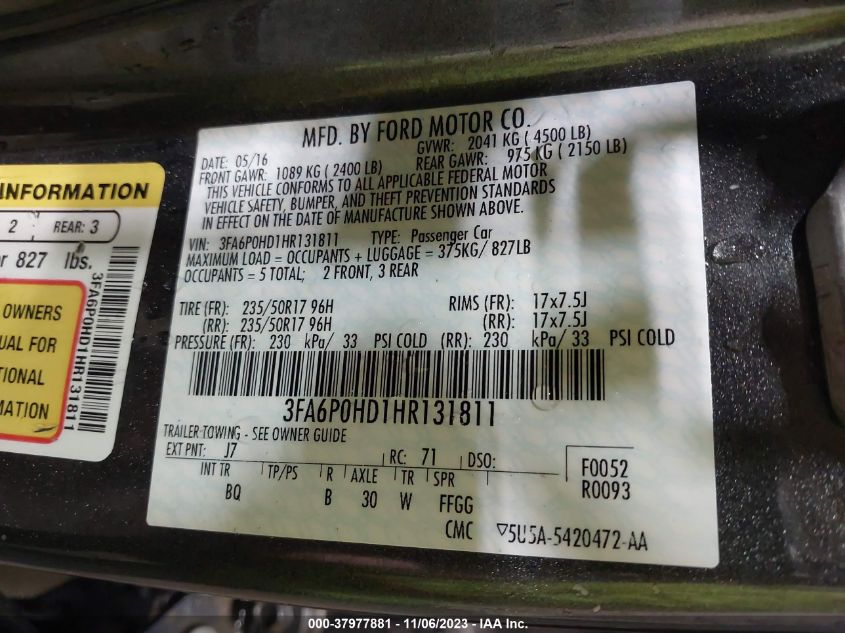 INFORMATION
2 REAR: 3
or 827 lbs.
OWNERS
UAL FOR
TIONAL
MATION
3FA6P0HD1HR131811
MFD. BY FORD MOTOR CO.
DATE: 05/16 GVWR: 2041 KG ( 4500 LB)
FRONT GAWR: 1089 KG ( 2400 LB) REAR GAWR: 975 KG ( 2150 LB)
THIS VEHICLE CONFORMS TO ALL APPLICABLE FEDERAL MOTOR
VEHICLE SAFETY, BUMPER, AND THEFT PREVENTION STANDARDS
IN EFFECT ON THE DATE OF MANUFACTURE SHOWN ABOVE.
VIN: 3FA6P0HD1HR131811 TYPE: Passenger Car
MAXIMUM LOAD = OCCUPANTS + LUGGAGE = 375KG/ 827LB
OCCUPANTS = 5 TOTAL; 2 FRONT, 3 REAR
TIRE (FR): 235/50R17 96H RIMS (FR): 17x7.5J
(RR): 235/50R17 96H (RR): 17x7.5J
PRESSURE (FR): 230 kPa/ 33 PSI COLD (RR): 230 kPa/ 33 PSI COLD
3FA6P0HD1HR131811
TRAILER TOWING - SEE OWNER GUIDE
EXT PNT: J7 RC: 71 DSO: F0052
INT TR TP/PS R AXLE TR SPR R0093
BQ B 30 W FFGG
CMC ▽5U5A-5420472-AA
000-37977881 - 11/06/2023 - IAA Inc.